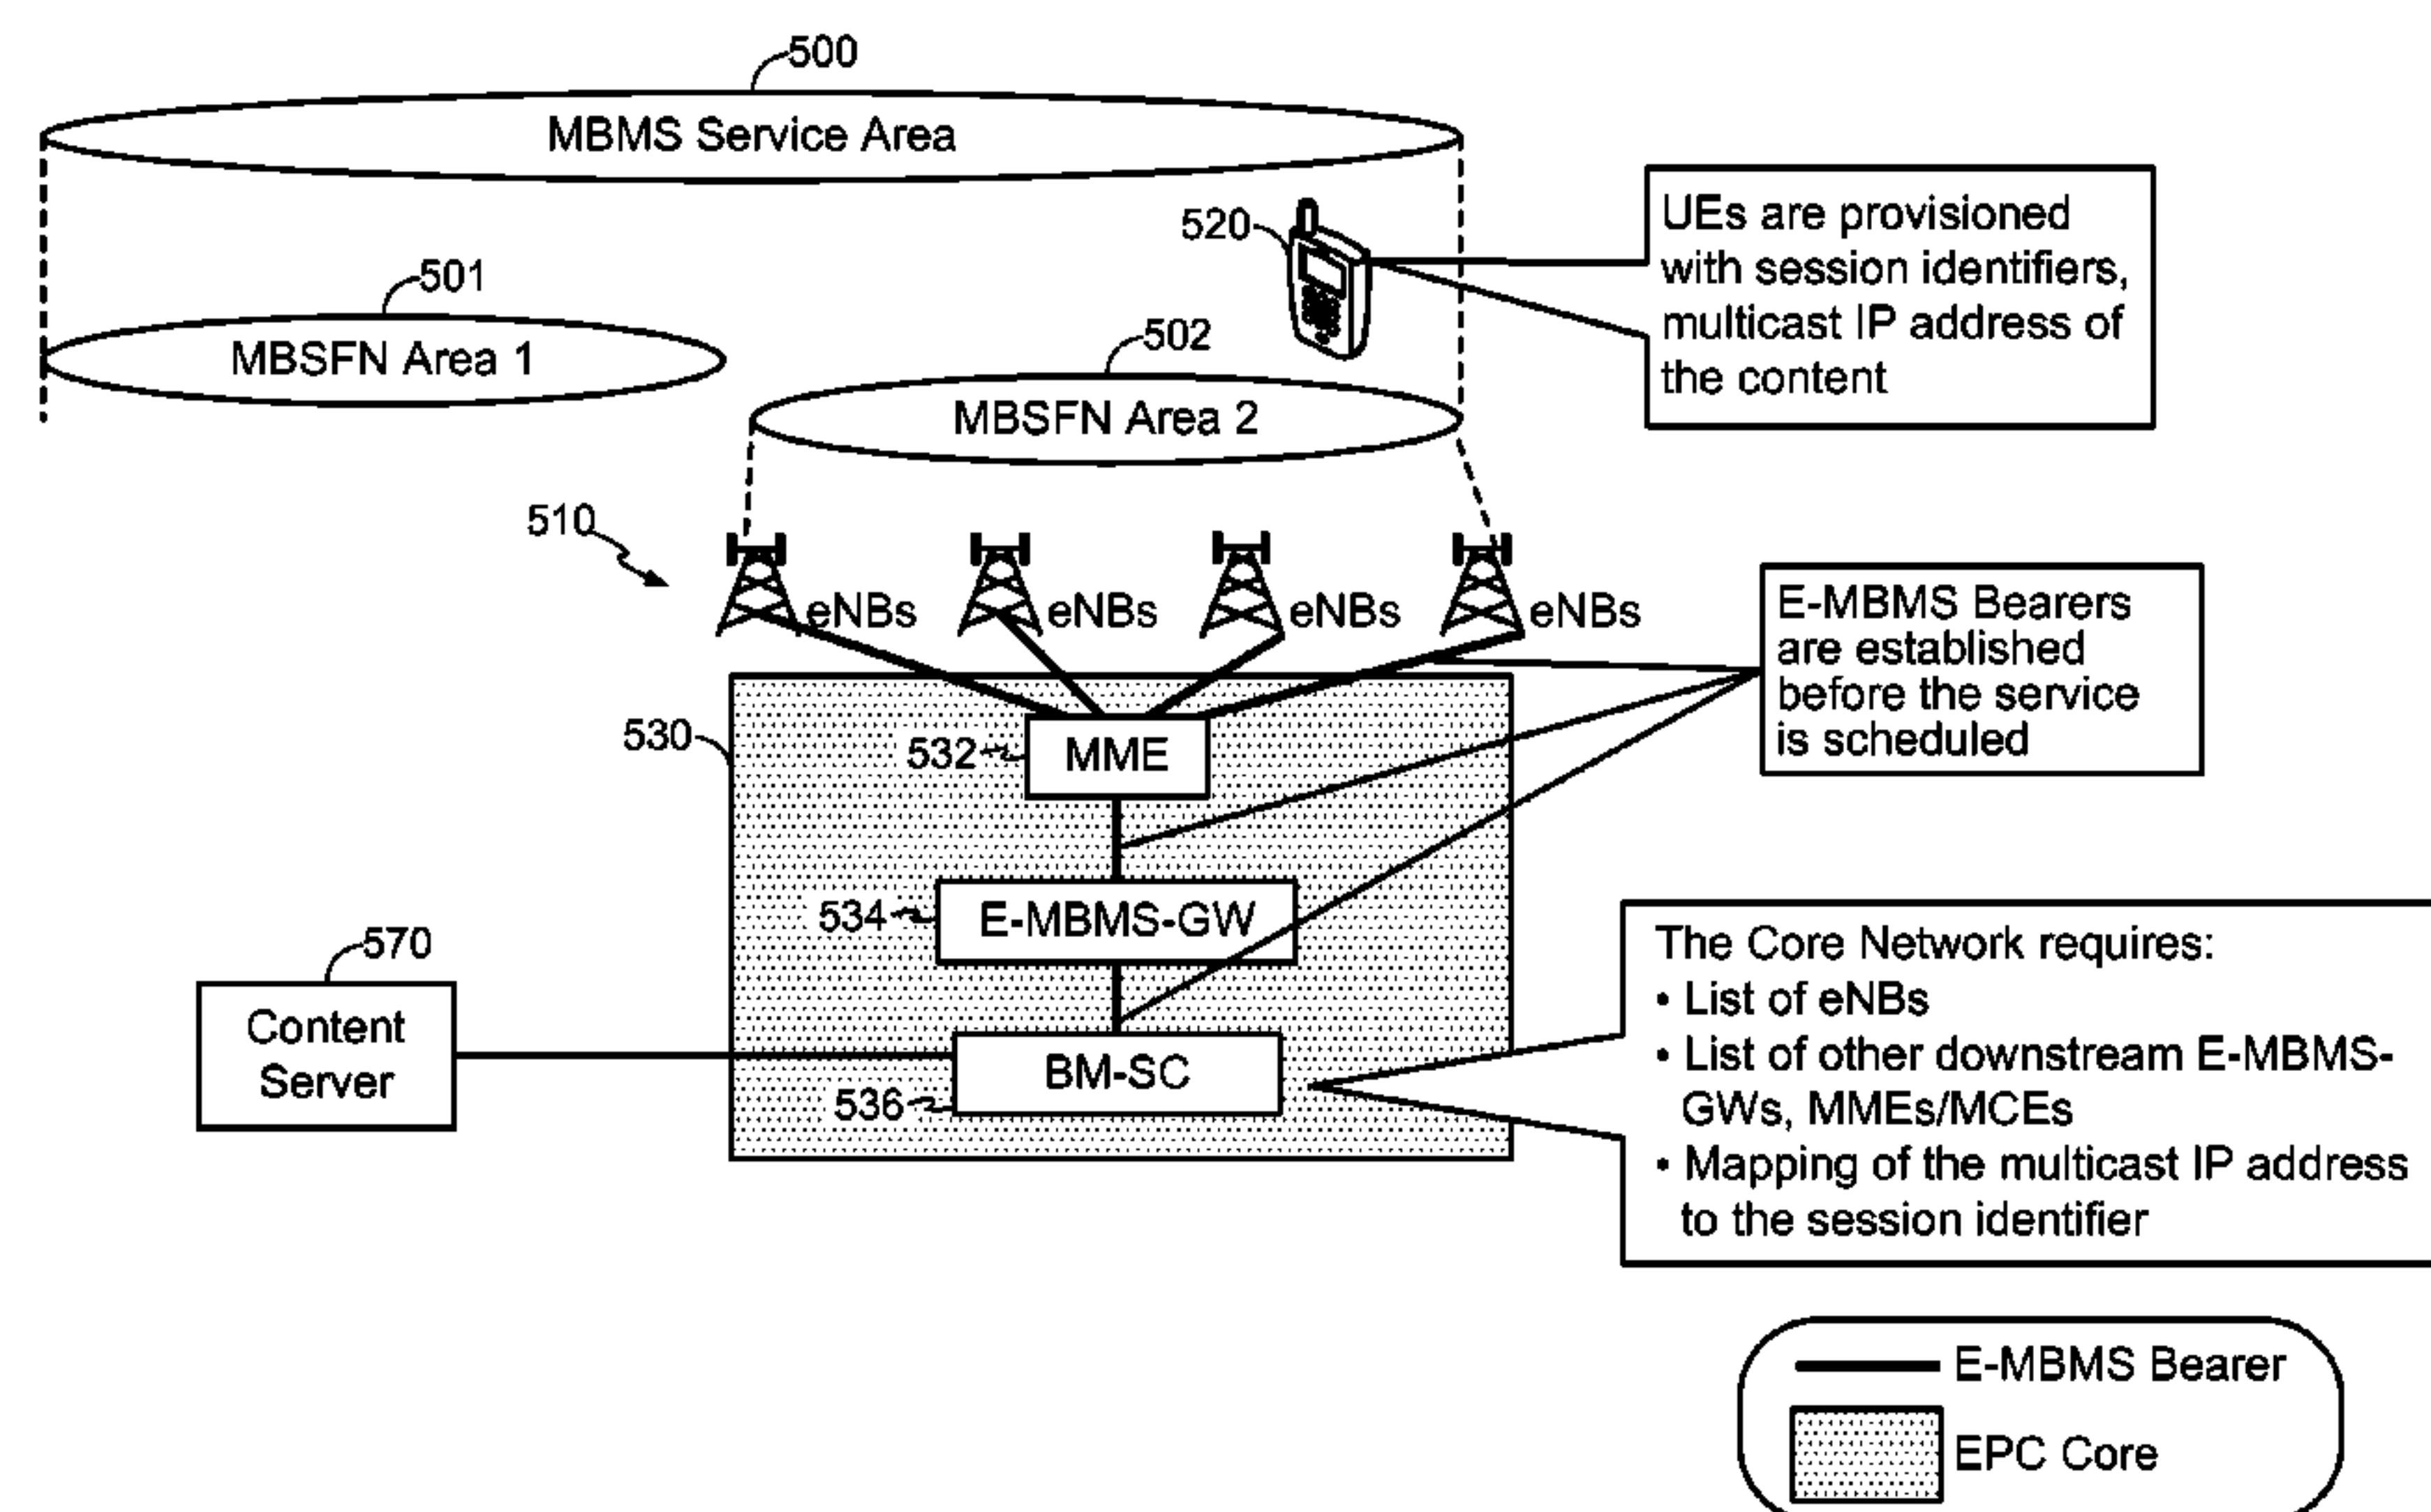 500
MBMS Service Area
520
UEs are provisioned
with session identifiers,
multicast IP address of
the content
501
MBSFN Area 1
502
MBSFN Area 2
510
eNBs
eNBs
eNBs
eNBs
E-MBMS Bearers
are established
before the service
is scheduled
530
532
MME
534
E-MBMS-GW
570
Content
Server
536
BM-SC
The Core Network requires:
• List of eNBs
• List of other downstream E-MBMS-
GWs, MMEs/MCEs
• Mapping of the multicast IP address
to the session identifier
E-MBMS Bearer
EPC Core